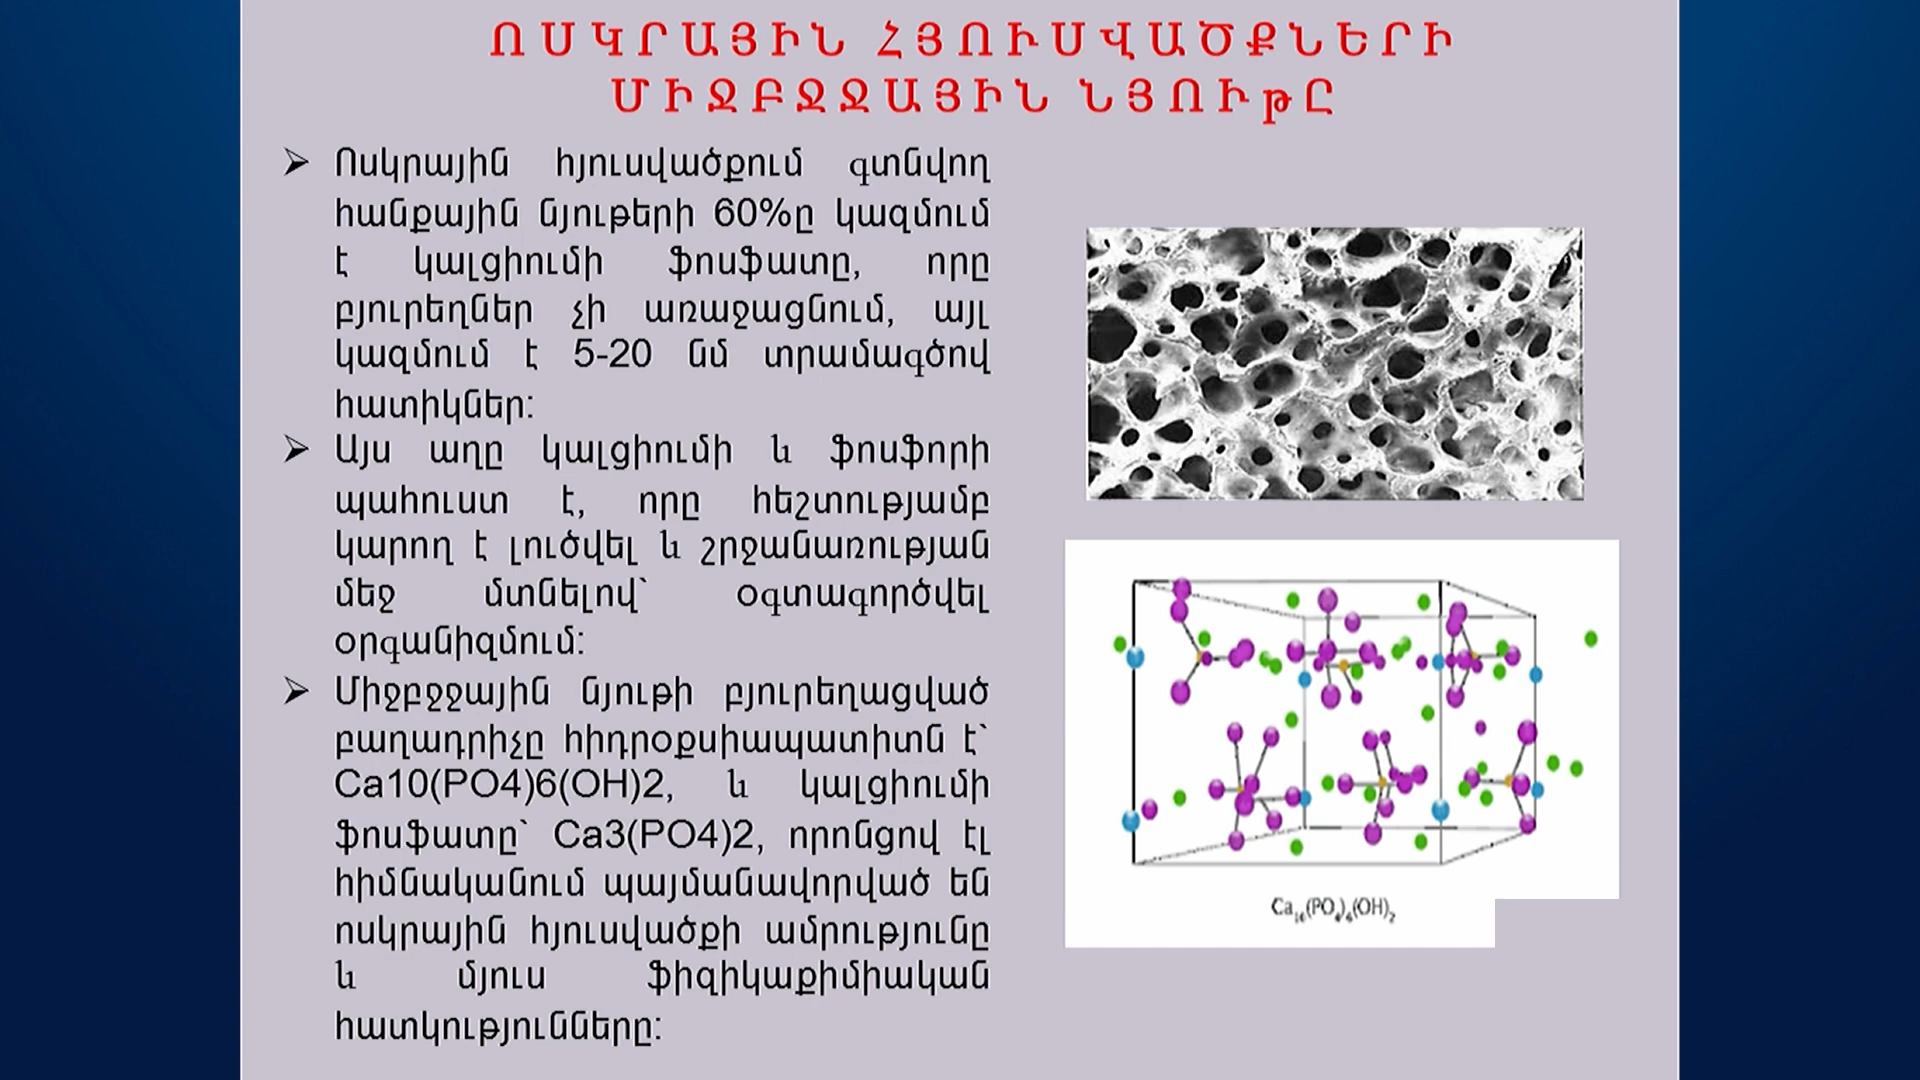 ՈՍԿՐԱՅԻՆ ՀՅՈՒՍՎԱԾՔՆԵՐԻ
ՄԻՋԲՋՋԱՅԻՆ ՆՅՈՒթԸ
➢ Ոսկրային հյուսվածքում գտնվող
հանքային նյութերի 60%ը կազմում
է կալցիումի ֆոսֆատը, որը
բյուրեղներ չի առաջացնում, այլ
կազմում է 5-20 նմ տրամագծով
հատիկներ:
➢ Այս աղը կալցիումի և ֆոսֆորի
պահուստ է, որը հեշտությամբ
կարող է լուծվել և շրջանառության
մեջ մտնելով՝ օգտագործվել
օրգանիզմում:
➢ Միջբջջային նյութի բյուրեղացված
բաղադրիչը հիդրօքսիապատիտն է՝
Ca10(PO4)6(OH)2, և կալցիումի
ֆոսֆատը՝ Ca3(PO4)2, որոնցով էլ
հիմնականում պայմանավորված են
ոսկրային հյուսվածքի ամրությունը
և մյուս ֆիզիկաքիմիական
հատկությունները:
Ca₁₀(PO₄)₆(OH)₂